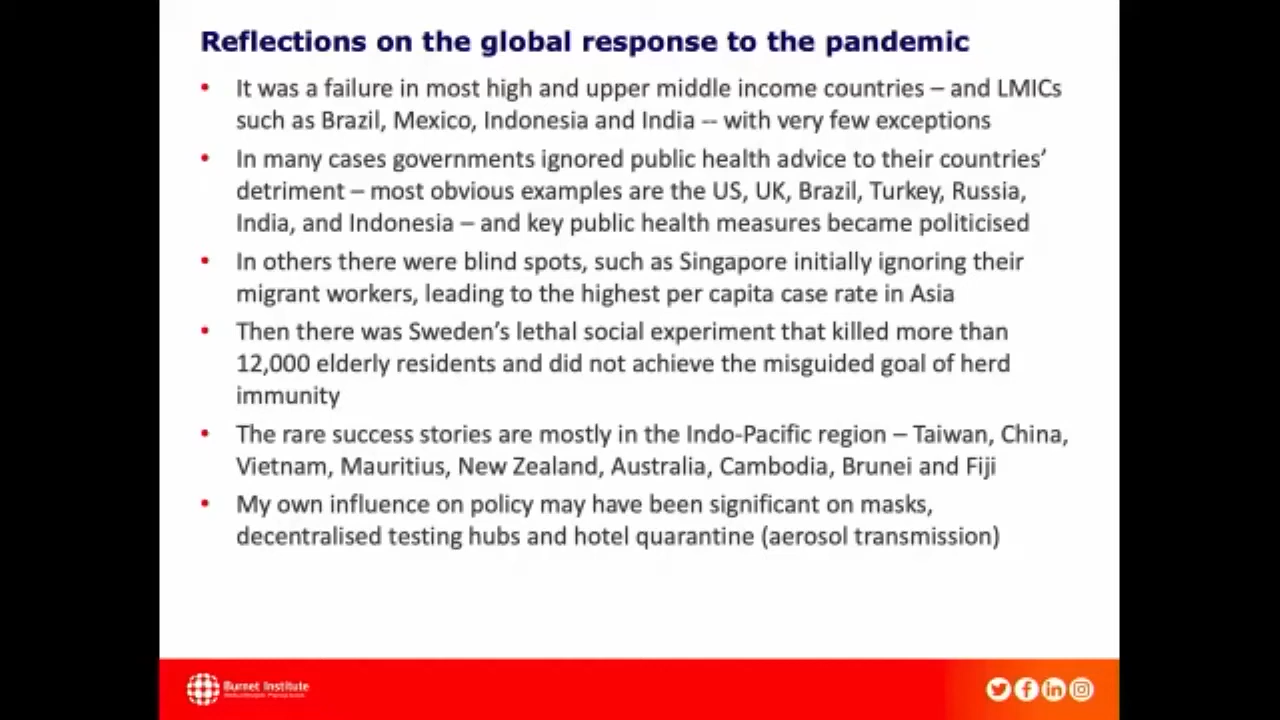 Reflections on the global response to the pandemic
• It was a failure in most high and upper middle income countries – and LMICs
such as Brazil, Mexico, Indonesia and India -- with very few exceptions
• In many cases governments ignored public health advice to their countries’
detriment – most obvious examples are the US, UK, Brazil, Turkey, Russia,
India, and Indonesia – and key public health measures became politicised
• In others there were blind spots, such as Singapore initially ignoring their
migrant workers, leading to the highest per capita case rate in Asia
• Then there was Sweden’s lethal social experiment that killed more than
12,000 elderly residents and did not achieve the misguided goal of herd
immunity
• The rare success stories are mostly in the Indo-Pacific region – Taiwan, China,
Vietnam, Mauritius, New Zealand, Australia, Cambodia, Brunei and Fiji
• My own influence on policy may have been significant on masks,
decentralised testing hubs and hotel quarantine (aerosol transmission)
Burnet Institute